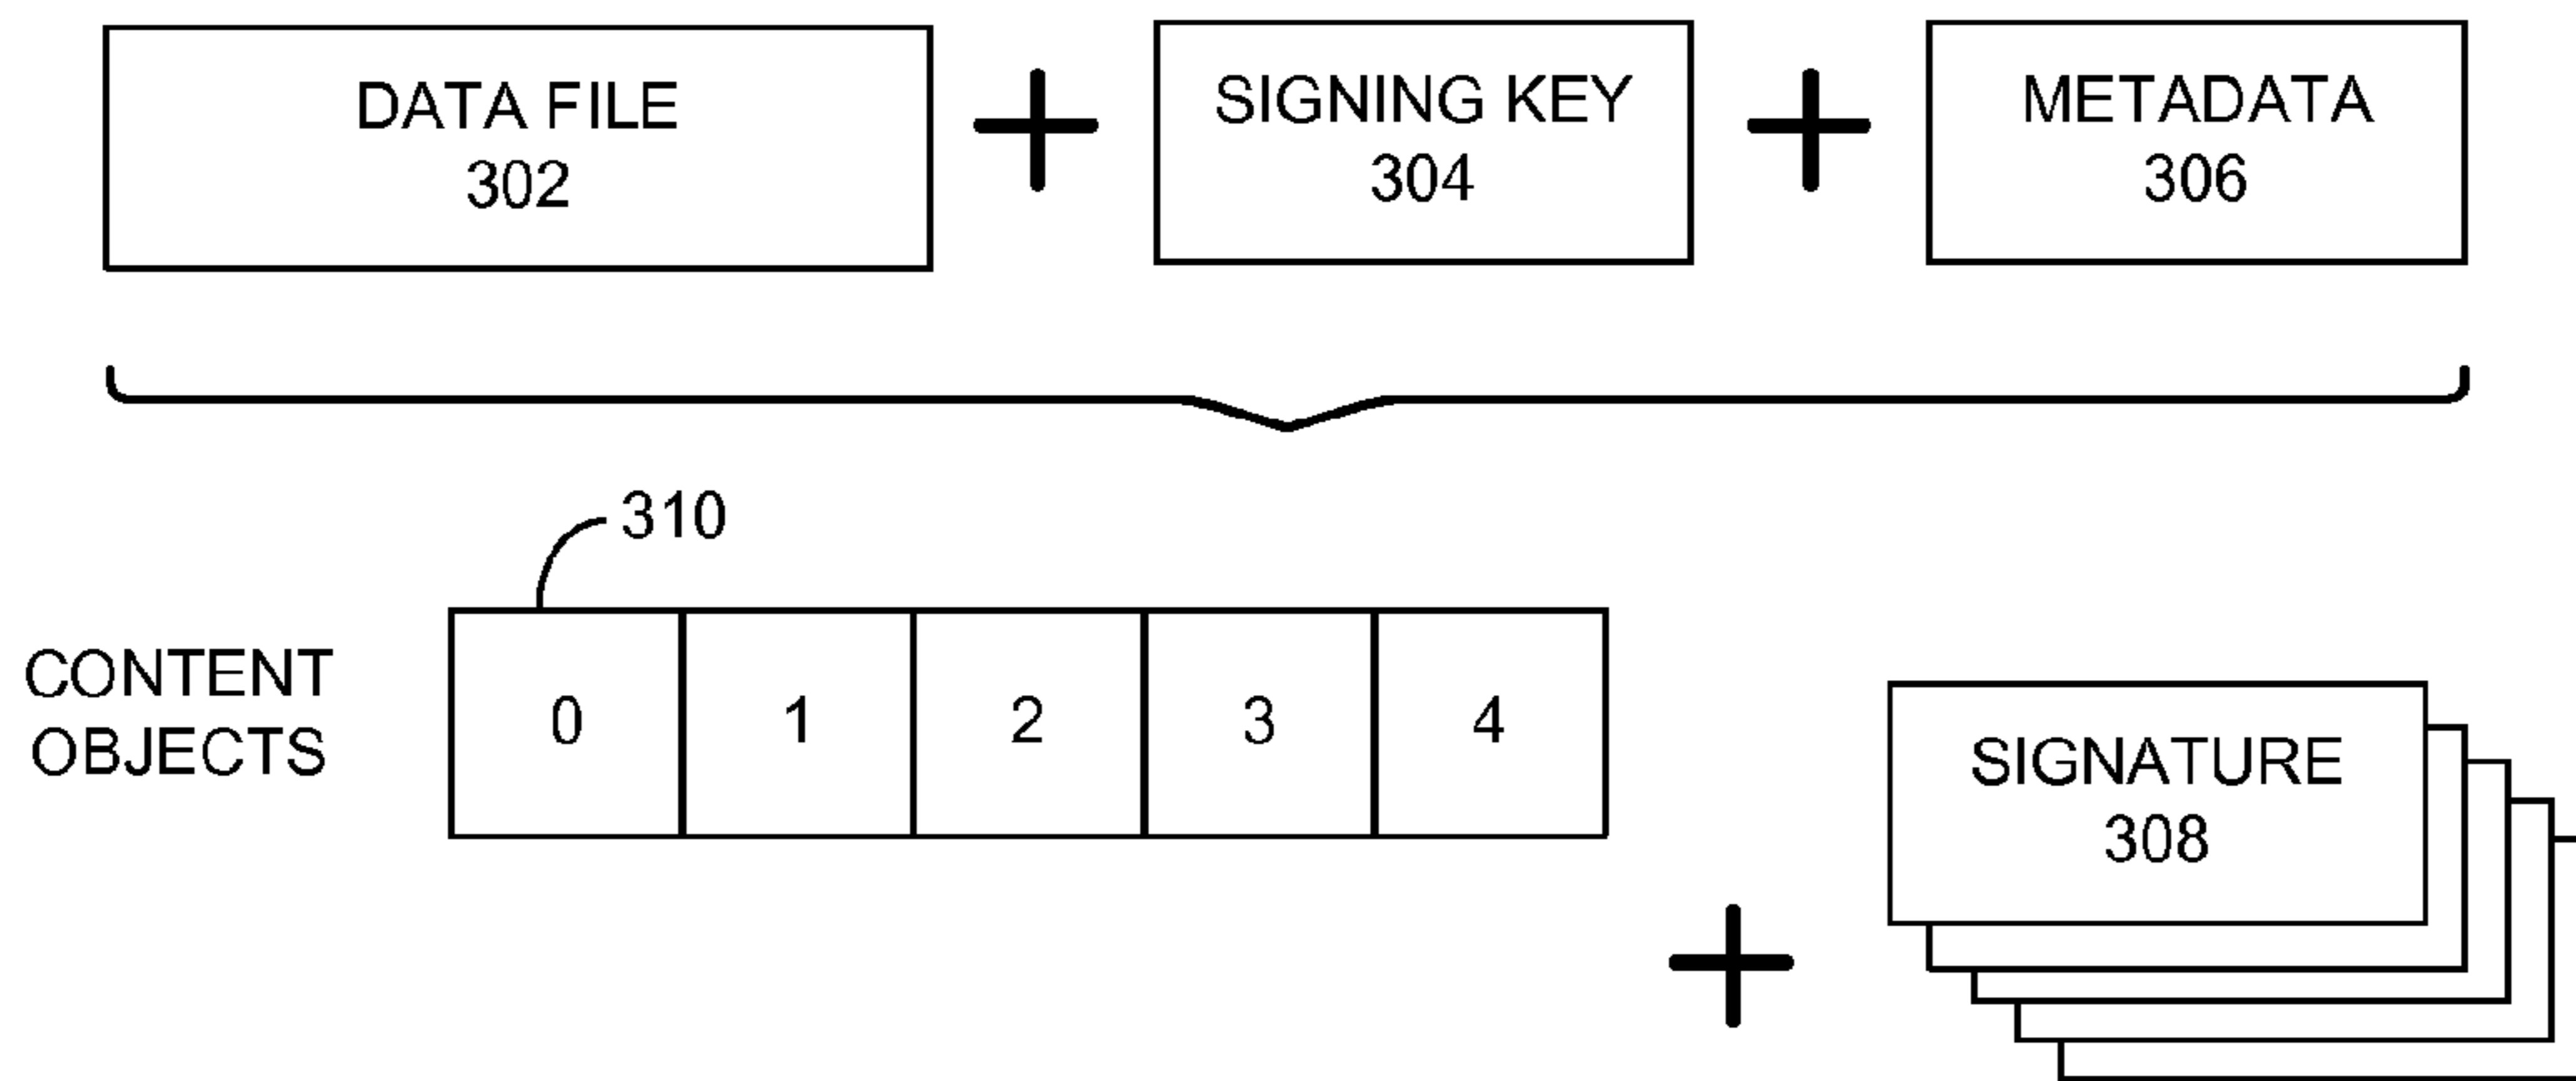 DATA FILE
302
SIGNING KEY
304
METADATA
306
310
CONTENT
OBJECTS
0
1
2
3
4
SIGNATURE
308